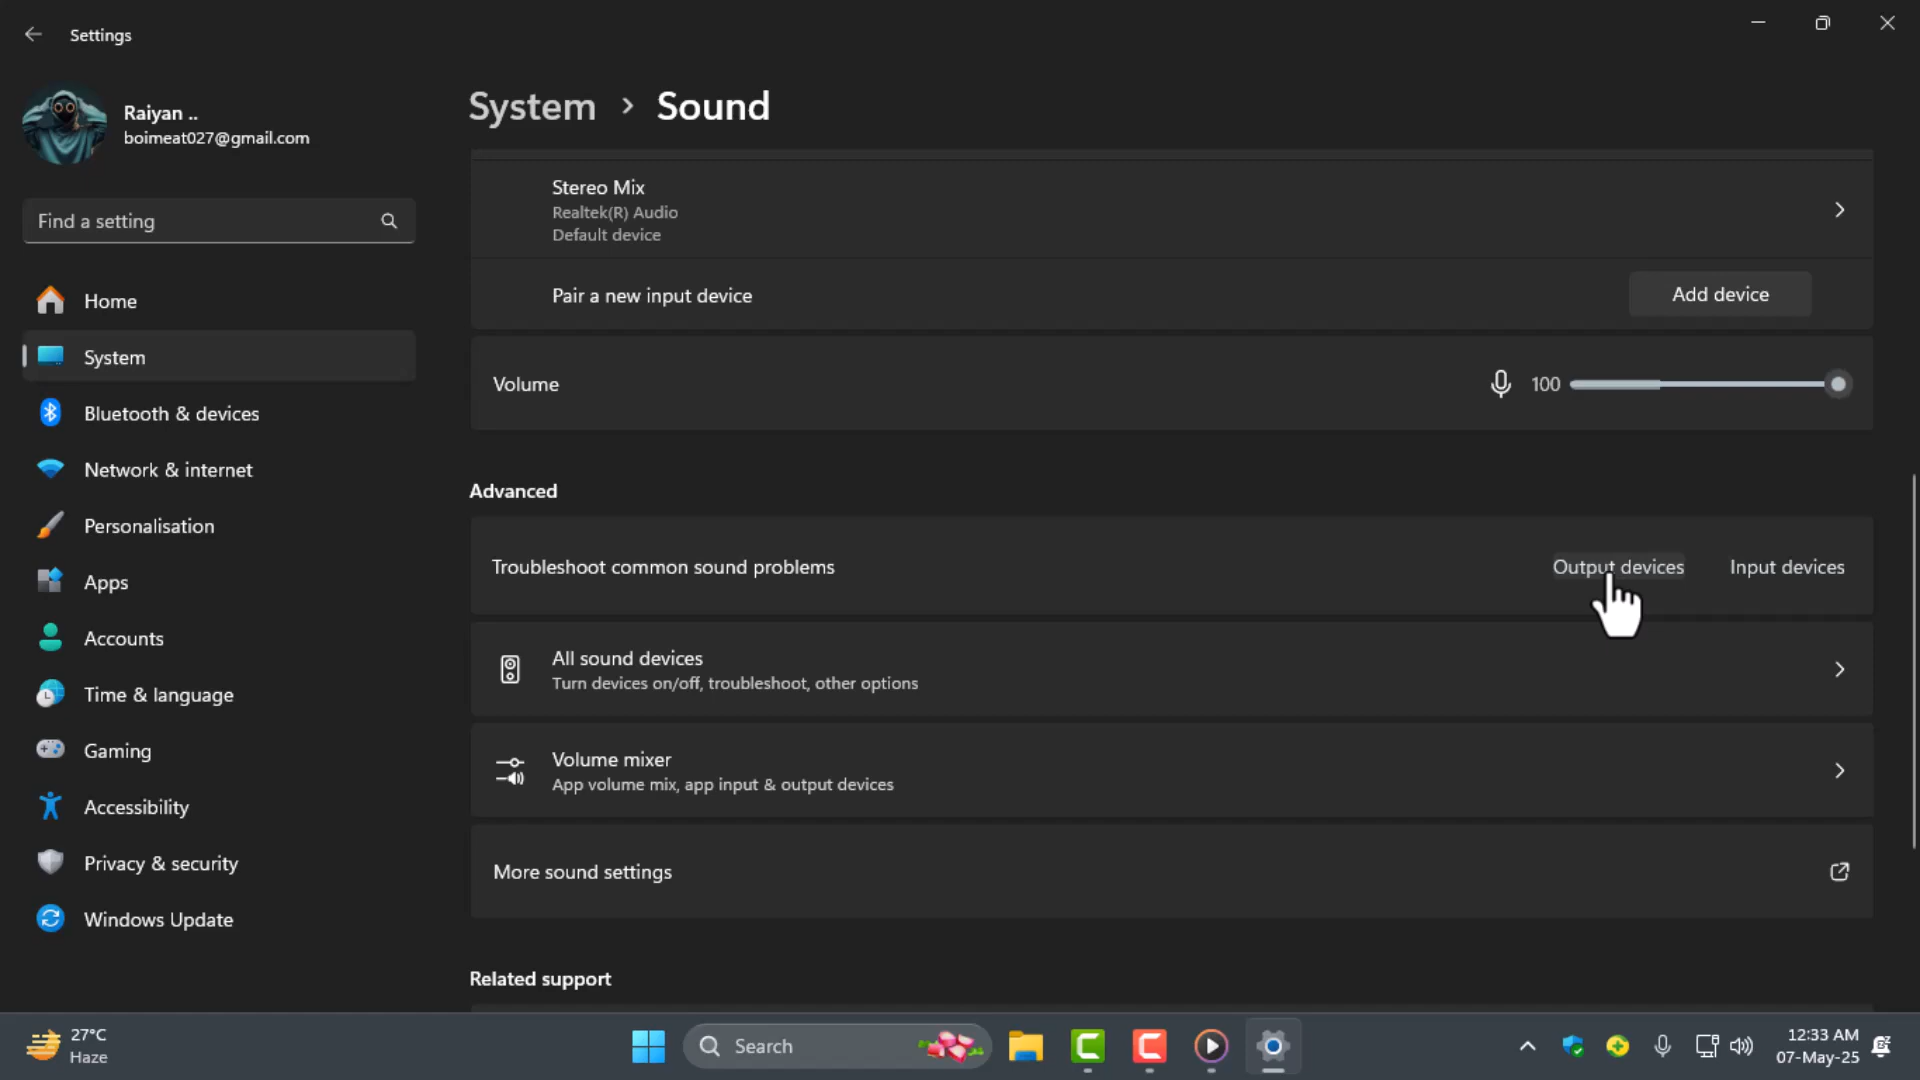 Settings
Raiyan ..
boimeat027@gmail.com
Find a setting
Home
System
Bluetooth & devices
Network & internet
Personalisation
Apps
Accounts
Time & language
Gaming
Accessibility
Privacy & security
Windows Update
System > Sound
Stereo Mix
Realtek(R) Audio
Default device
Pair a new input device
Add device
Volume
100
Advanced
Troubleshoot common sound problems
Output devices
Input devices
All sound devices
Turn devices on/off, troubleshoot, other options
Volume mixer
App volume mix, app input & output devices
More sound settings
Related support
27°C
Haze
Search
12:33 AM
07-May-25